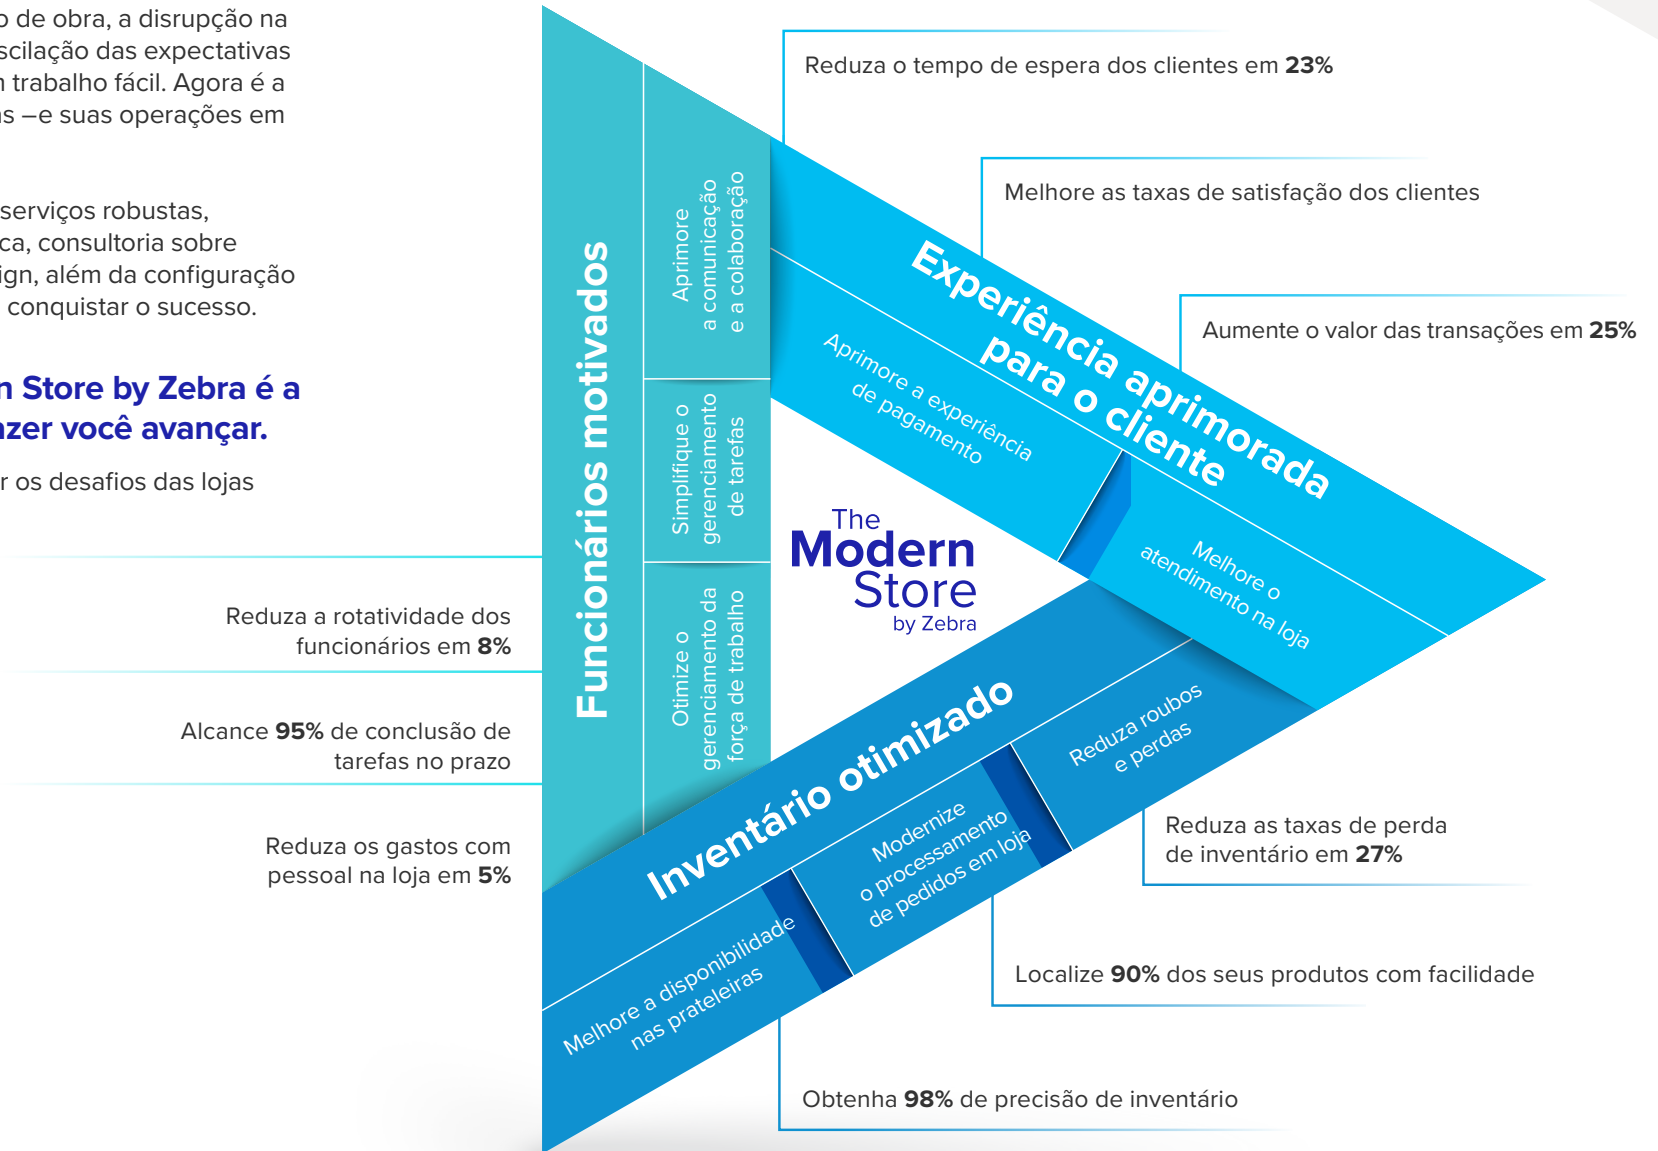 o de obra, a disrupção na
scilação das expectativas
trabalho fácil. Agora é a
as –e suas operações em
serviços robustas,
ca, consultoria sobre
ign, além da configuração
conquistar o sucesso.
n Store by Zebra é a
azer você avançar.
r os desafios das lojas
Reduza a rotatividade dos
funcionários em 8%
Alcance 95% de conclusão de
tarefas no prazo
Reduza os gastos com
pessoal na loja em 5%
Funcionários motivados
Aprimore
a comunicação
e a colaboração
Simplifique o
gerenciamento
de tarefas
Otimize o
gerenciamento da
força de trabalho
The
Modern
Store
by Zebra
Experiência aprimorada
para o cliente
Aprimore a experiência
de pagamento
Melhore o
atendimento na loja
Reduza o tempo de espera dos clientes em 23%
Melhore as taxas de satisfação dos clientes
Aumente o valor das transações em 25%
Inventário otimizado
Melhore a disponibilidade
nas prateleiras
Modernize
o processamento
de pedidos em loja
Reduza roubos
e perdas
Reduza as taxas de perda
de inventário em 27%
Localize 90% dos seus produtos com facilidade
Obtenha 98% de precisão de inventário